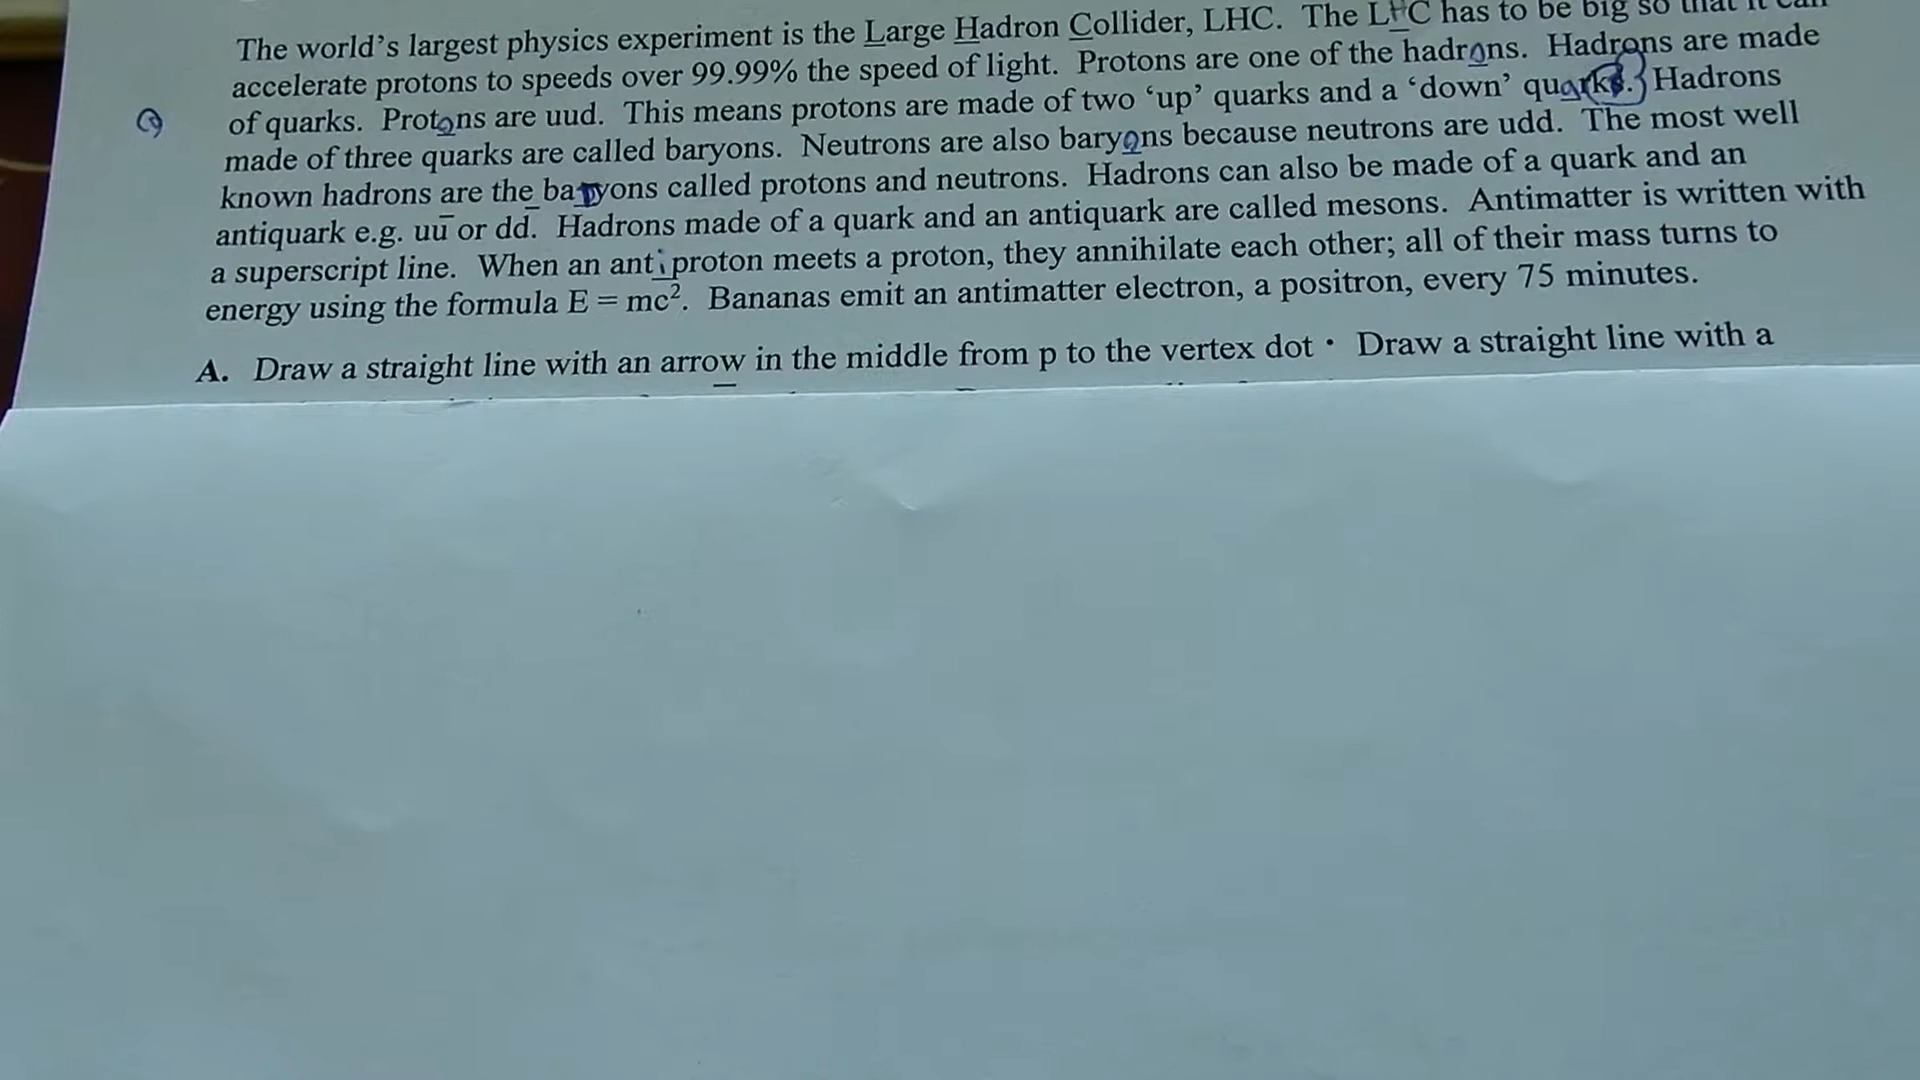 The world's largest physics experiment is the Large Hadron Collider, LHC. The LHC has to be big so that it can
accelerate protons to speeds over 99.99% the speed of light. Protons are one of the hadrons. Hadrons are made
of quarks. Protons are uud. This means protons are made of two ‘up’ quarks and a ‘down’ quarks. Hadrons
made of three quarks are called baryons. Neutrons are also baryons because neutrons are udd. The most well
known hadrons are the baryons called protons and neutrons. Hadrons can also be made of a quark and an
antiquark e.g. uū or dd̅. Hadrons made of a quark and an antiquark are called mesons. Antimatter is written with
a superscript line. When an antiproton meets a proton, they annihilate each other; all of their mass turns to
energy using the formula E = mc². Bananas emit an antimatter electron, a positron, every 75 minutes.
A. Draw a straight line with an arrow in the middle from p to the vertex dot • Draw a straight line with a